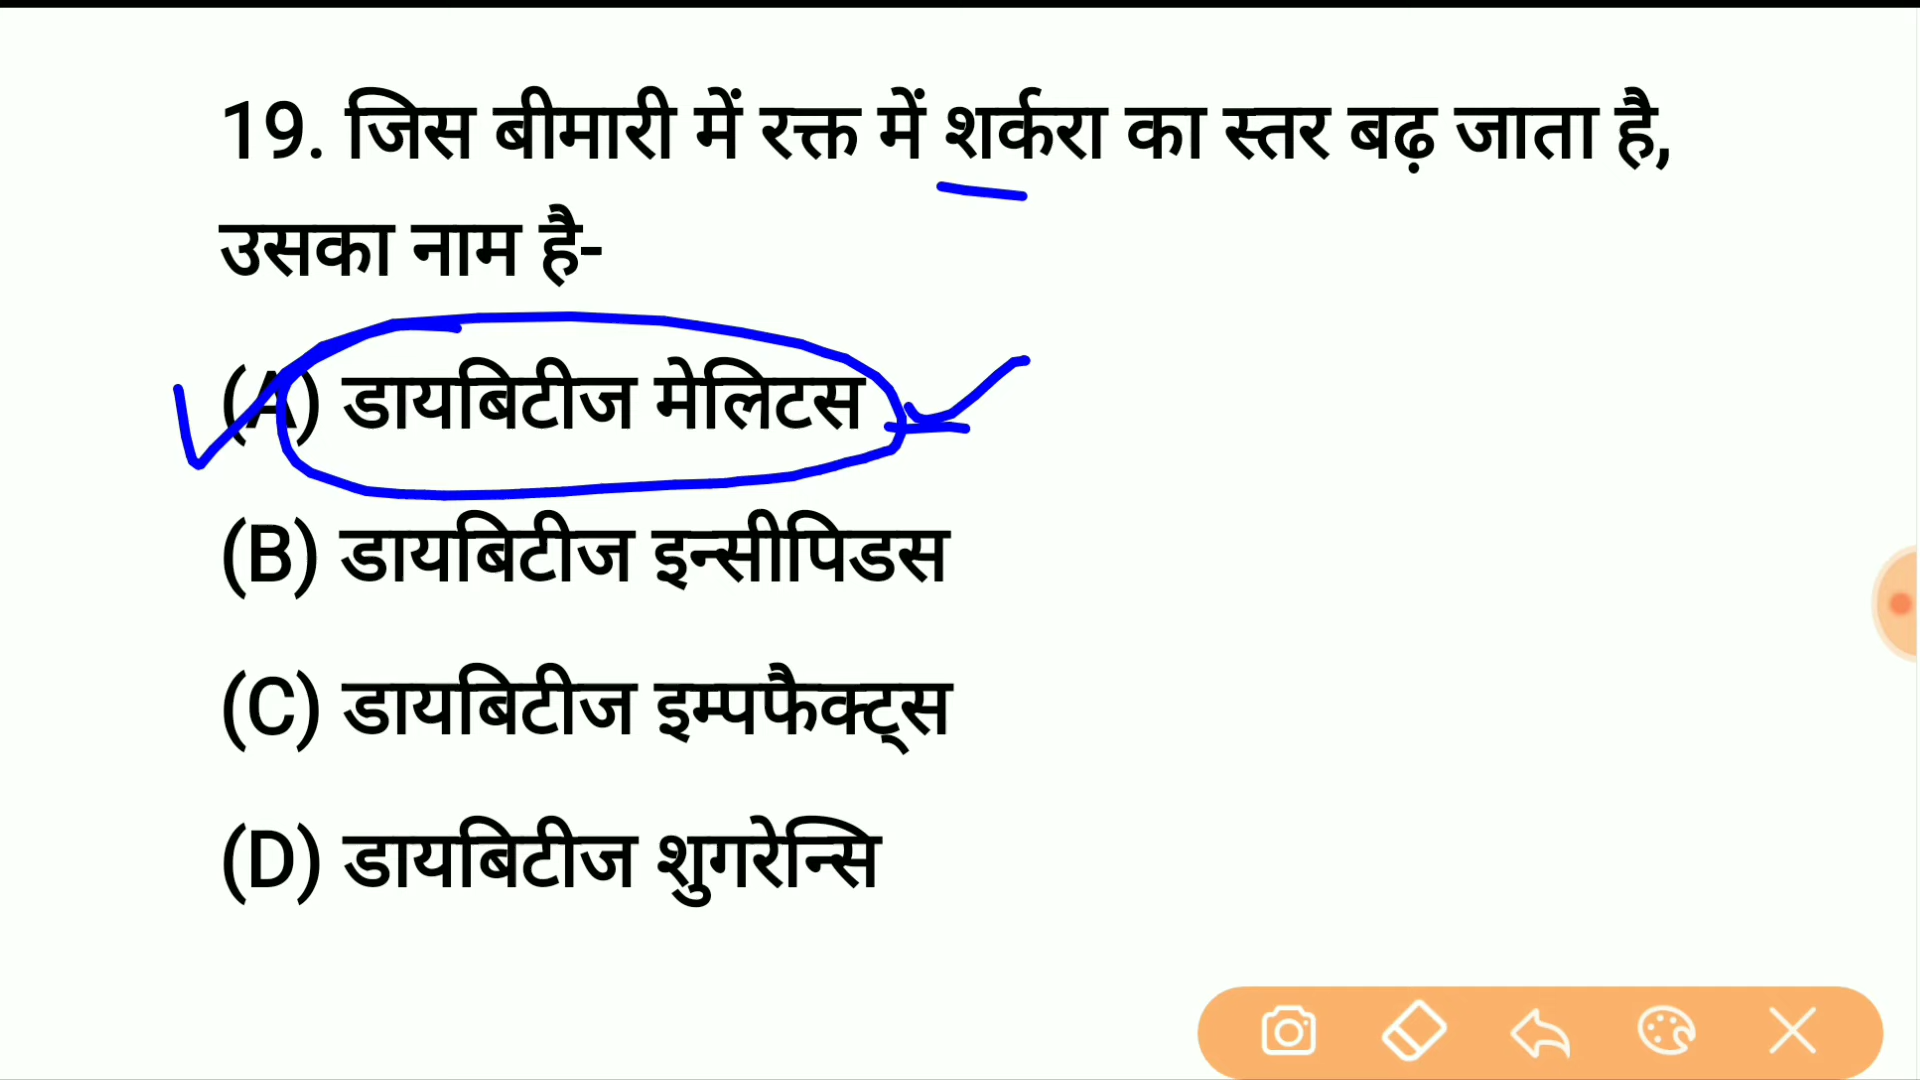 19. जिस बीमारी में रक्त में शर्करा का स्तर बढ़ जाता है,
उसका नाम है-
(A) डायबिटीज मेलिटस
(B) डायबिटीज इन्सीपिडस
(C) डायबिटीज इम्पफैक्ट्स
(D) डायबिटीज शुगरेन्सि